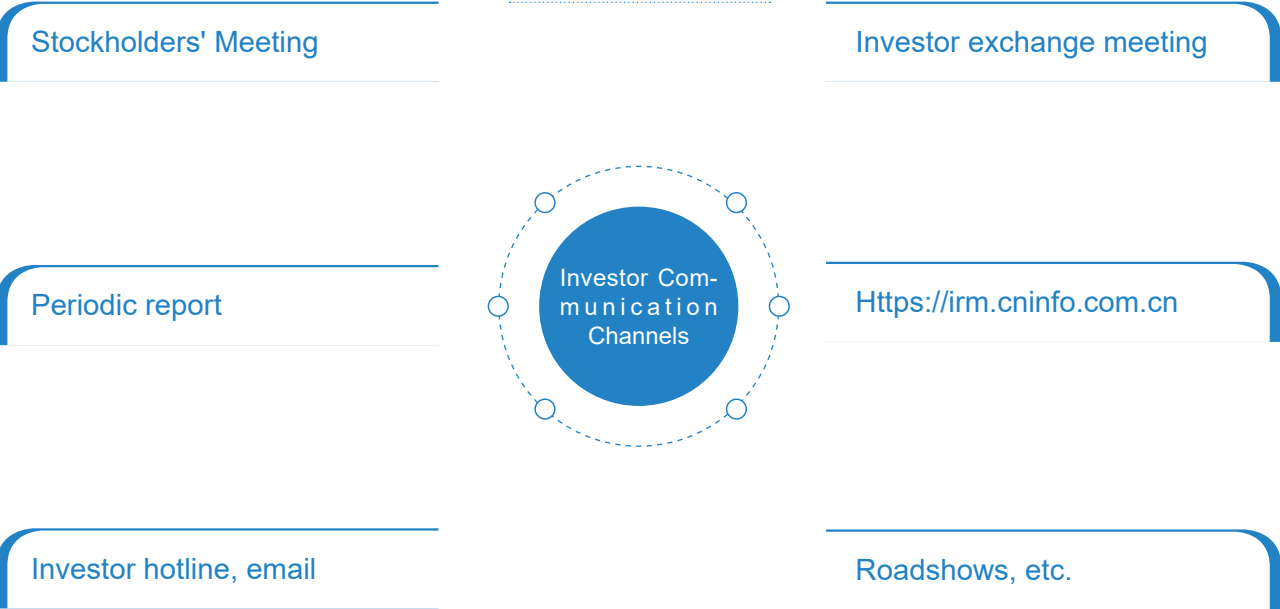 Stockholders' Meeting
Investor exchange meeting
Investor Com-
munication
Channels
Periodic report
Https://irm.cninfo.com.cn
Investor hotline, email
Roadshows, etc.